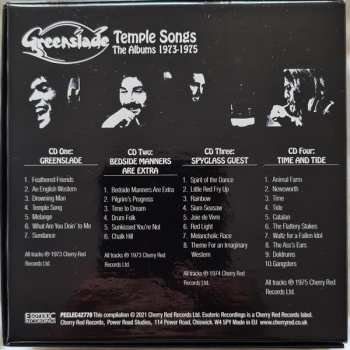 Greenslade
Temple Songs
The Albums 1973-1975
CD One:
GREENSLADE
1. Feathered Friends
2. An English Western
3. Drowning Man
4. Temple Song
5. Melange
6. What Are You Doin' to Me
7. Sundance
All tracks ℗ 1973 Cherry Red
Records Ltd.
CD Two:
BEDSIDE MANNERS
ARE EXTRA
1. Bedside Manners Are Extra
2. Pilgrim's Progress
3. Time to Dream
4. Drum Folk
5. Sunkissed You're Not
6. Chalk Hill
All tracks ℗ 1973 Cherry Red
Records Ltd.
CD Three:
SPYGLASS GUEST
1. Spirit of the Dance
2. Little Red Fry Up
3. Rainbow
4. Siam Seesaw
5. Joie de Vivre
6. Red Light
7. Melancholic Race
8. Theme For an Imaginary
Western
All tracks ℗ 1974 Cherry Red
Records Ltd.
CD Four:
TIME AND TIDE
1. Animal Farm
2. Newsworth
3. Time
4. Tide
5. Catalan
6. The Flattery Stakes
7. Waltz for a Fallen Idol
8. The Ass's Ears
9. Doldrums
10. Gangsters
All tracks ℗ 1975 Cherry Red
Records Ltd.
ESOTERIC
RECORDINGS
PECLEC42770 This compilation © 2021 Cherry Red Records Ltd. Esoteric Recordings is a Cherry Red Records label.
Cherry Red Records, Power Road Studios, 114 Power Road, Chiswick, W4 5PY Made in EU www.cherryred.co.uk